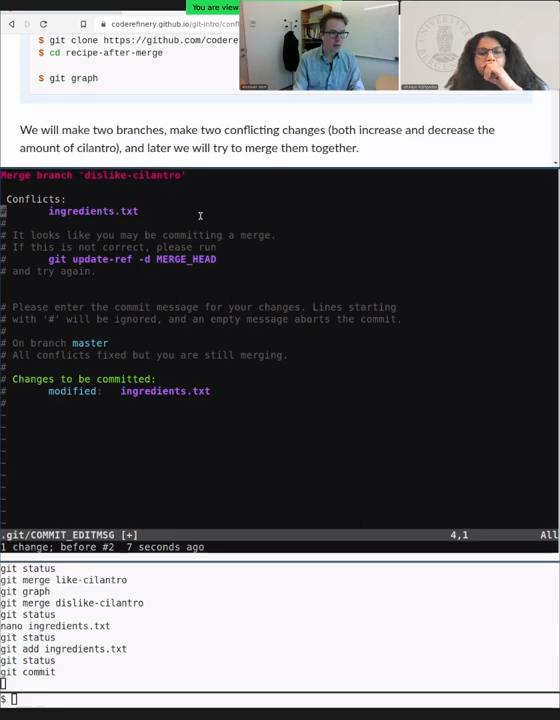 You are view
coderefinery.github.io/git-intro/conf
$ git clone https://github.com/codere
$ cd recipe-after-merge
$ git graph
We will make two branches, make two conflicting changes (both increase and decrease the
amount of cilantro), and later we will try to merge them together.
Merge branch 'dislike-cilantro'
Conflicts:
# ingredients.txt
#
# It looks like you may be committing a merge.
# If this is not correct, please run
# git update-ref -d MERGE_HEAD
# and try again.
# Please enter the commit message for your changes. Lines starting
# with '#' will be ignored, and an empty message aborts the commit.
#
# On branch master
# All conflicts fixed but you are still merging.
#
# Changes to be committed:
# modified: ingredients.txt
#
~
~
~
~
~
~
~
~
~
~
.git/COMMIT_EDITMSG [+] 4,1 All
1 change; before #2 7 seconds ago
git status
git merge like-cilantro
git graph
git merge dislike-cilantro
git status
nano ingredients.txt
git status
git add ingredients.txt
git status
git commit
$